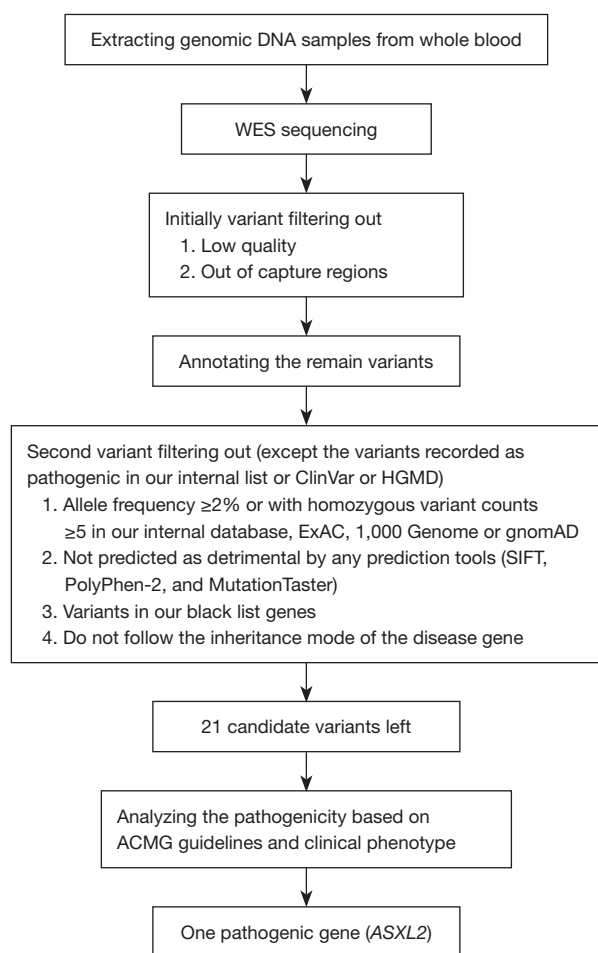 Extracting genomic DNA samples from whole blood
WES sequencing
Initially variant filtering out
1. Low quality
2. Out of capture regions
Annotating the remain variants
Second variant filtering out (except the variants recorded as
pathogenic in our internal list or ClinVar or HGMD)
1. Allele frequency ≥2% or with homozygous variant counts
≥5 in our internal database, ExAC, 1,000 Genome or gnomAD
2. Not predicted as detrimental by any prediction tools (SIFT,
PolyPhen-2, and MutationTaster)
3. Variants in our black list genes
4. Do not follow the inheritance mode of the disease gene
21 candidate variants left
Analyzing the pathogenicity based on
ACMG guidelines and clinical phenotype
One pathogenic gene (ASXL2)